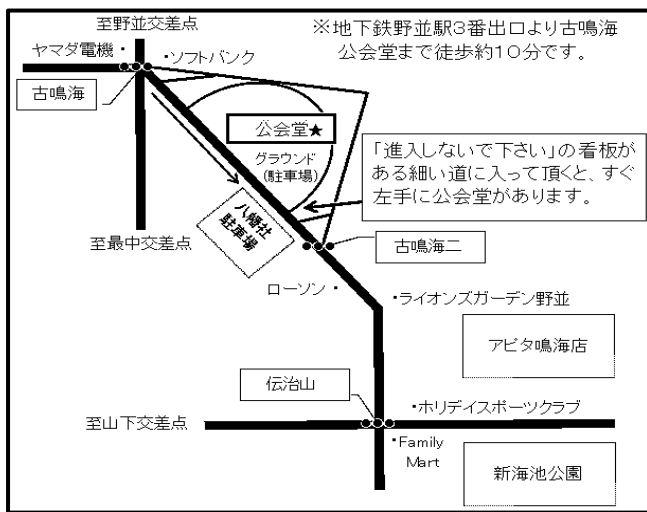 至野並交差点
※地下鉄野並駅3番出口より古鳴海
公会堂まで徒歩約10分です。
ヤマダ電機・
・ソフトバンク
古鳴海
公会堂★
グラウンド
(駐車場)
「進入しないで下さい」の看板が
ある細い道に入って頂くと、すぐ
左手に公会堂があります。
八幡社
駐車場
至最中交差点
古鳴海二
ローソン・
・ライオンズガーデン野並
アピタ鳴海店
伝治山
・ホリデイスポーツクラブ
至山下交差点
・Family
Mart
新海池公園